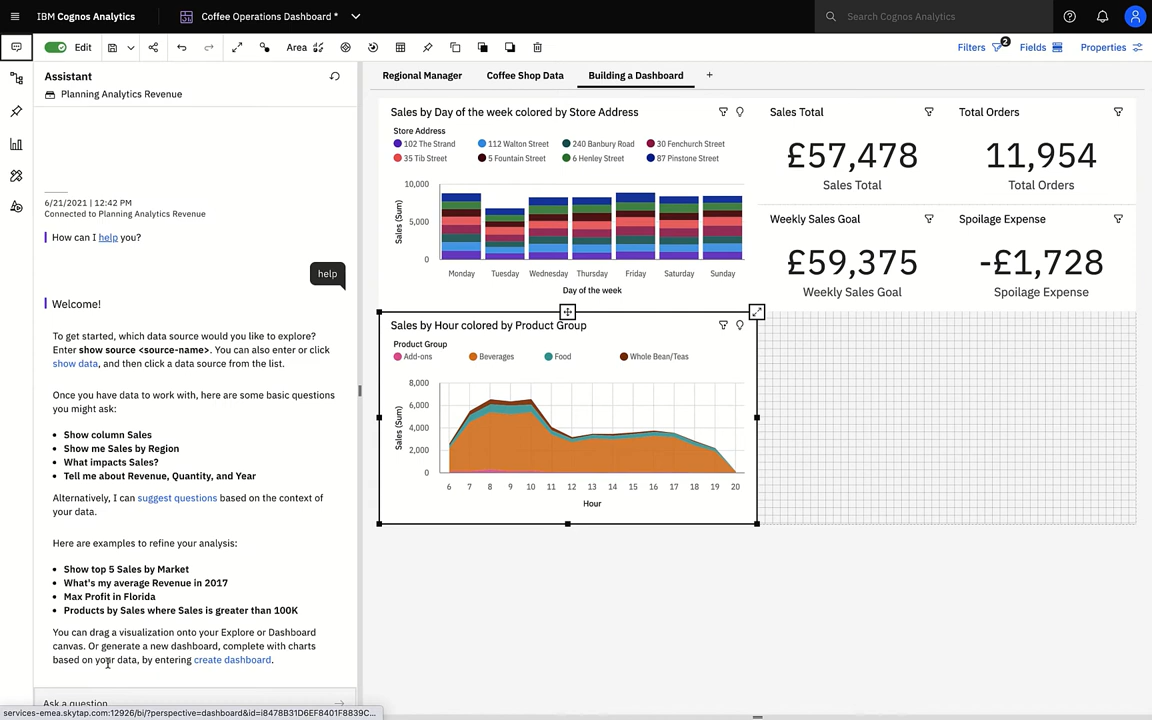 IBM Cognos Analytics
Coffee Operations Dashboard *
Search Cognos Analytics
Edit
Area
Filters
2
Fields
Properties
Assistant
Planning Analytics Revenue
6/21/2021 | 12:42 PM
Connected to Planning Analytics Revenue
How can I help you?
help
Welcome!
To get started, which data source would you like to explore?
Enter show source <source-name>. You can also enter or click
show data, and then click a data source from the list.
Once you have data to work with, here are some basic questions
you might ask:
Show column Sales
Show me Sales by Region
What impacts Sales?
Tell me about Revenue, Quantity, and Year
Alternatively, I can suggest questions based on the context of
your data.
Here are examples to refine your analysis:
Show top 5 Sales by Market
What's my average Revenue in 2017
Max Profit in Florida
Products by Sales where Sales is greater than 100K
You can drag a visualization onto your Explore or Dashboard
canvas. Or generate a new dashboard, complete with charts
based on your data, by entering create dashboard.
Ask a question
services-emea.skytap.com:12926/bi/?perspective=dashboard&id=i8478B31D6EF8401F8839C...
Regional Manager
Coffee Shop Data
Building a Dashboard
+
Sales by Day of the week colored by Store Address
Store Address
102 The Strand
112 Walton Street
240 Banbury Road
30 Fenchurch Street
35 Tib Street
5 Fountain Street
6 Henley Street
87 Pinstone Street
10,000
5,000
0
Sales (Sum)
Monday Tuesday Wednesday Thursday Friday Saturday Sunday
Day of the week
Sales Total
£57,478
Sales Total
Total Orders
11,954
Total Orders
Weekly Sales Goal
£59,375
Weekly Sales Goal
Spoilage Expense
-£1,728
Spoilage Expense
Sales by Hour colored by Product Group
Product Group
Add-ons
Beverages
Food
Whole Bean/Teas
8,000
6,000
4,000
2,000
0
Sales (Sum)
6 7 8 9 10 11 12 13 14 15 16 17 18 19 20
Hour